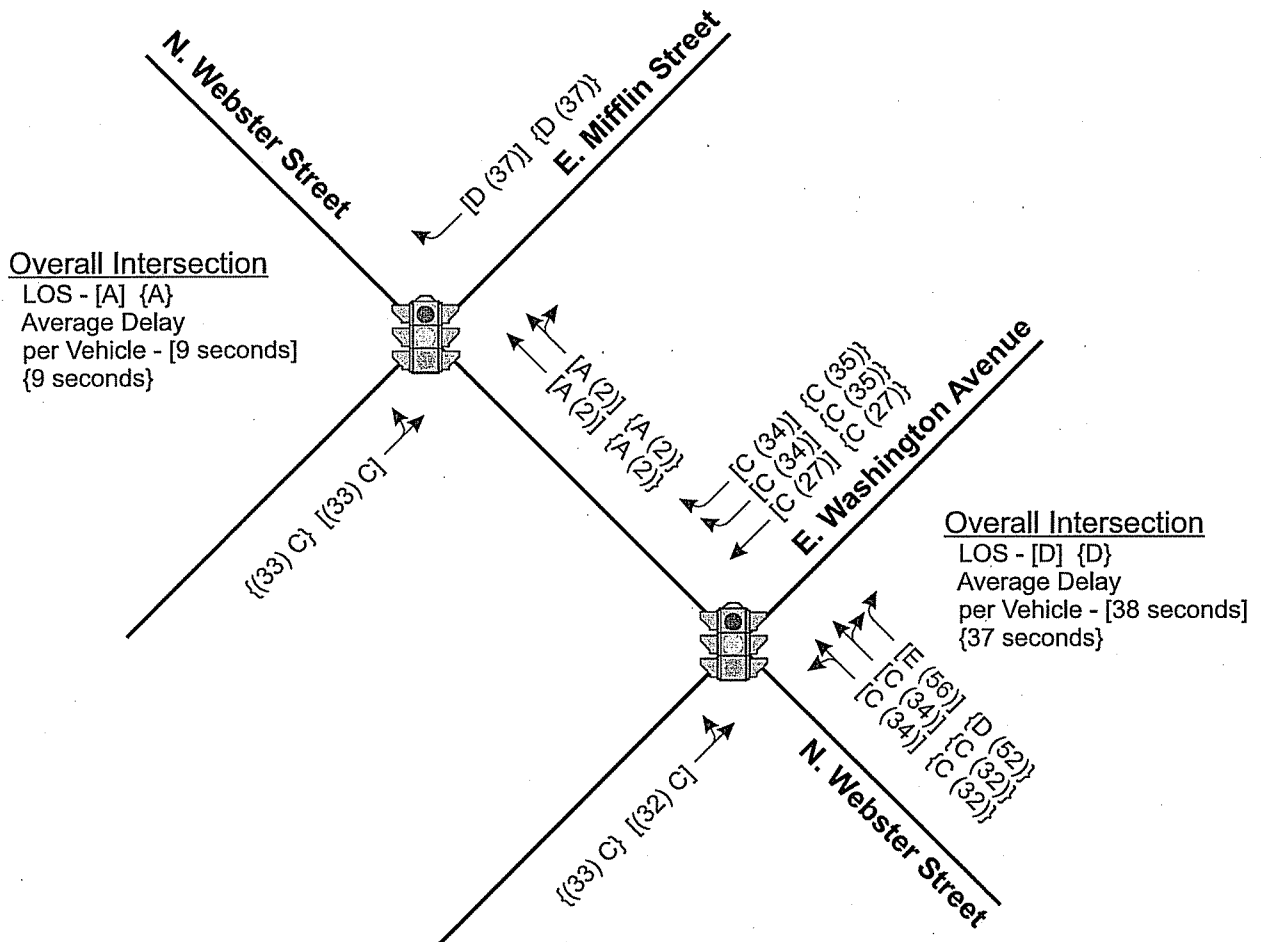 N. Webster Street
E. Mifflin Street
[D (37)] {D (37)}
Overall Intersection
LOS - [A] {A}
Average Delay
per Vehicle - [9 seconds]
{9 seconds}
[A (2)] {A (2)}
[A (2)] {A (2)}
{(33) C} [(33) C]
[C (34)] {C (35)}
[C (34)] {C (35)}
[C (27)] {C (27)}
E. Washington Avenue
Overall Intersection
LOS - [D] {D}
Average Delay
per Vehicle - [38 seconds]
{37 seconds}
[E (56)] {D (52)}
[C (34)] {C (32)}
[C (34)] {C (32)}
{(33) C} [(32) C]
N. Webster Street